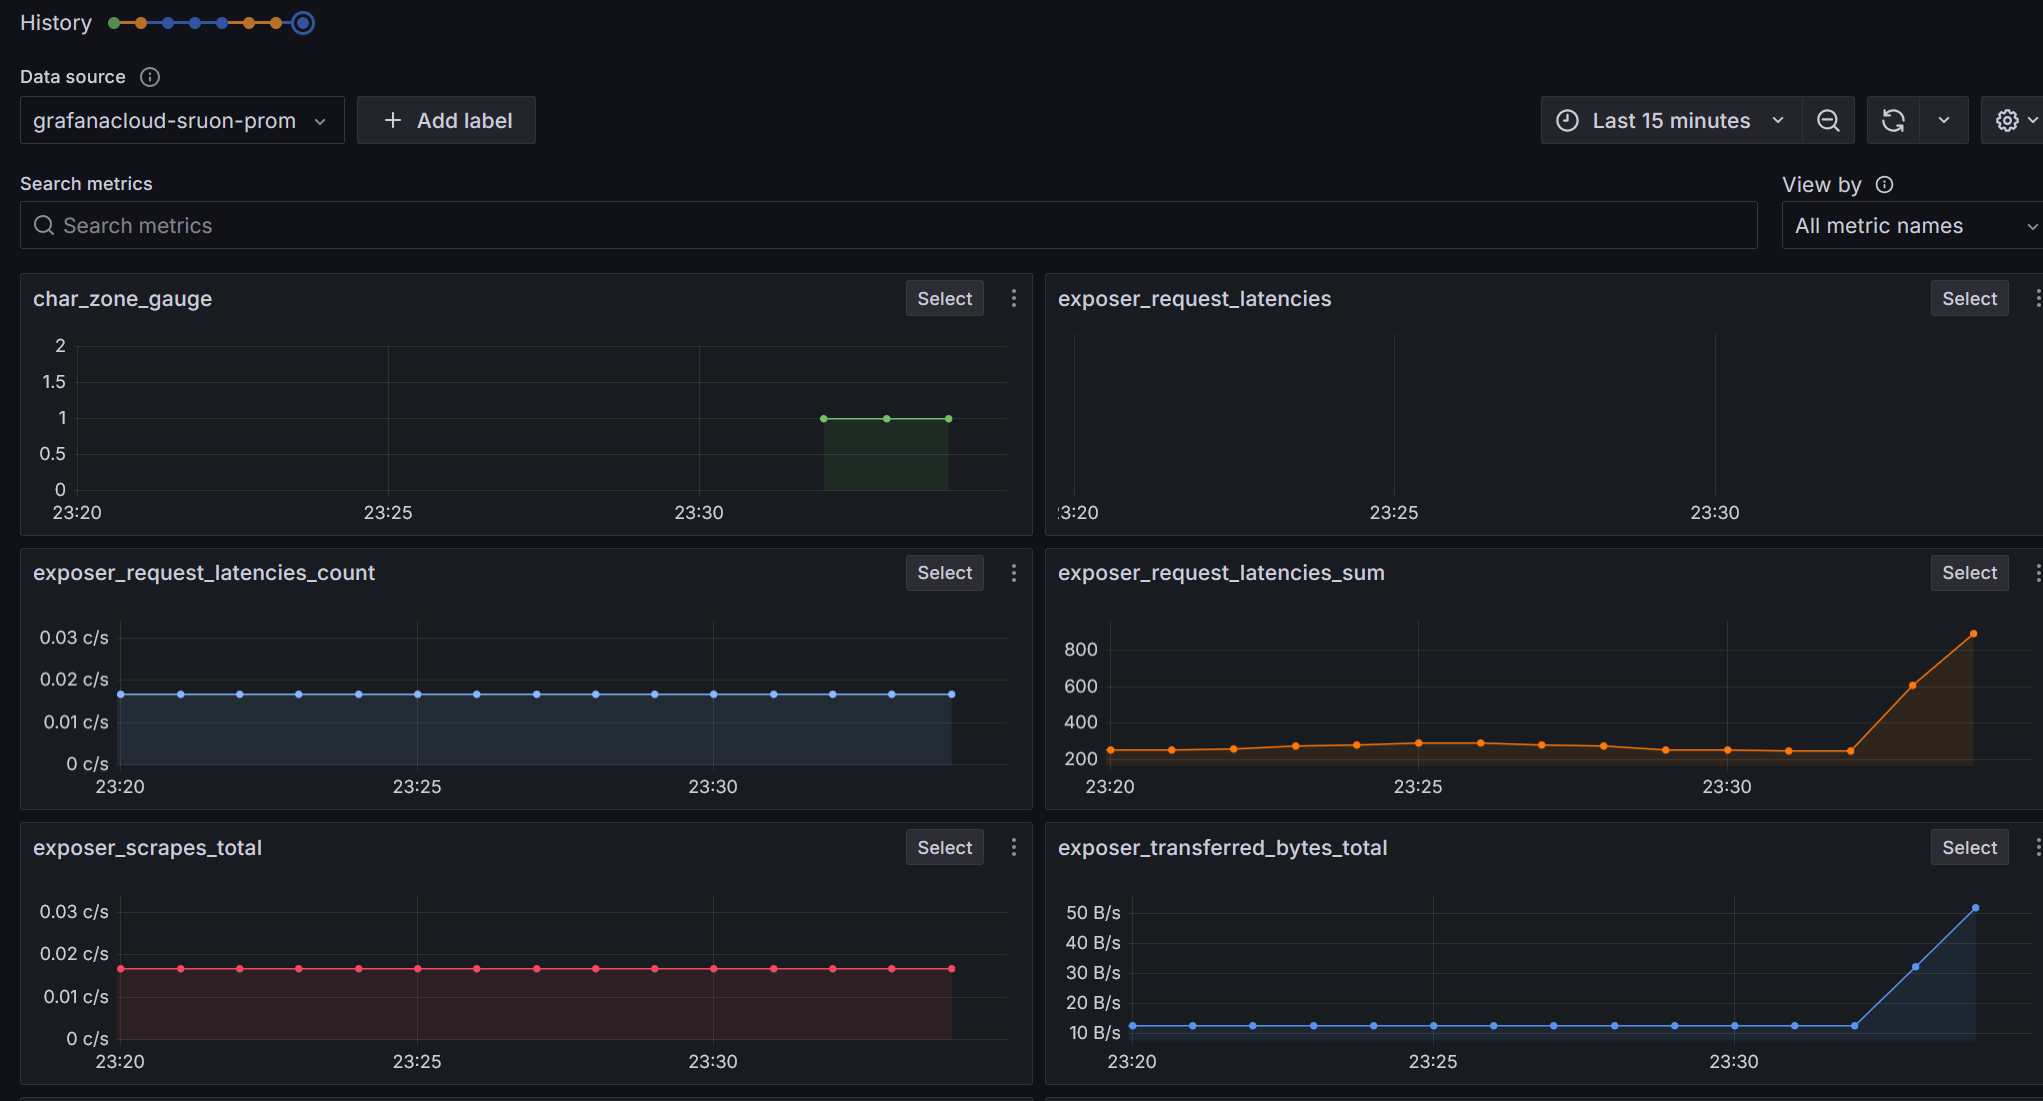 History
Data source
grafanacloud-sruon-prom
+ Add label
Last 15 minutes
Search metrics
View by
Search metrics
All metric names
char_zone_gauge
Select
2
1.5
1
0.5
0
23:20
23:25
23:30
exposer_request_latencies
Select
3:20
23:25
23:30
exposer_request_latencies_count
Select
0.03 c/s
0.02 c/s
0.01 c/s
0 c/s
23:20
23:25
23:30
exposer_request_latencies_sum
Select
800
600
400
200
23:20
23:25
23:30
exposer_scrapes_total
Select
0.03 c/s
0.02 c/s
0.01 c/s
0 c/s
23:20
23:25
23:30
exposer_transferred_bytes_total
Select
50 B/s
40 B/s
30 B/s
20 B/s
10 B/s
23:20
23:25
23:30